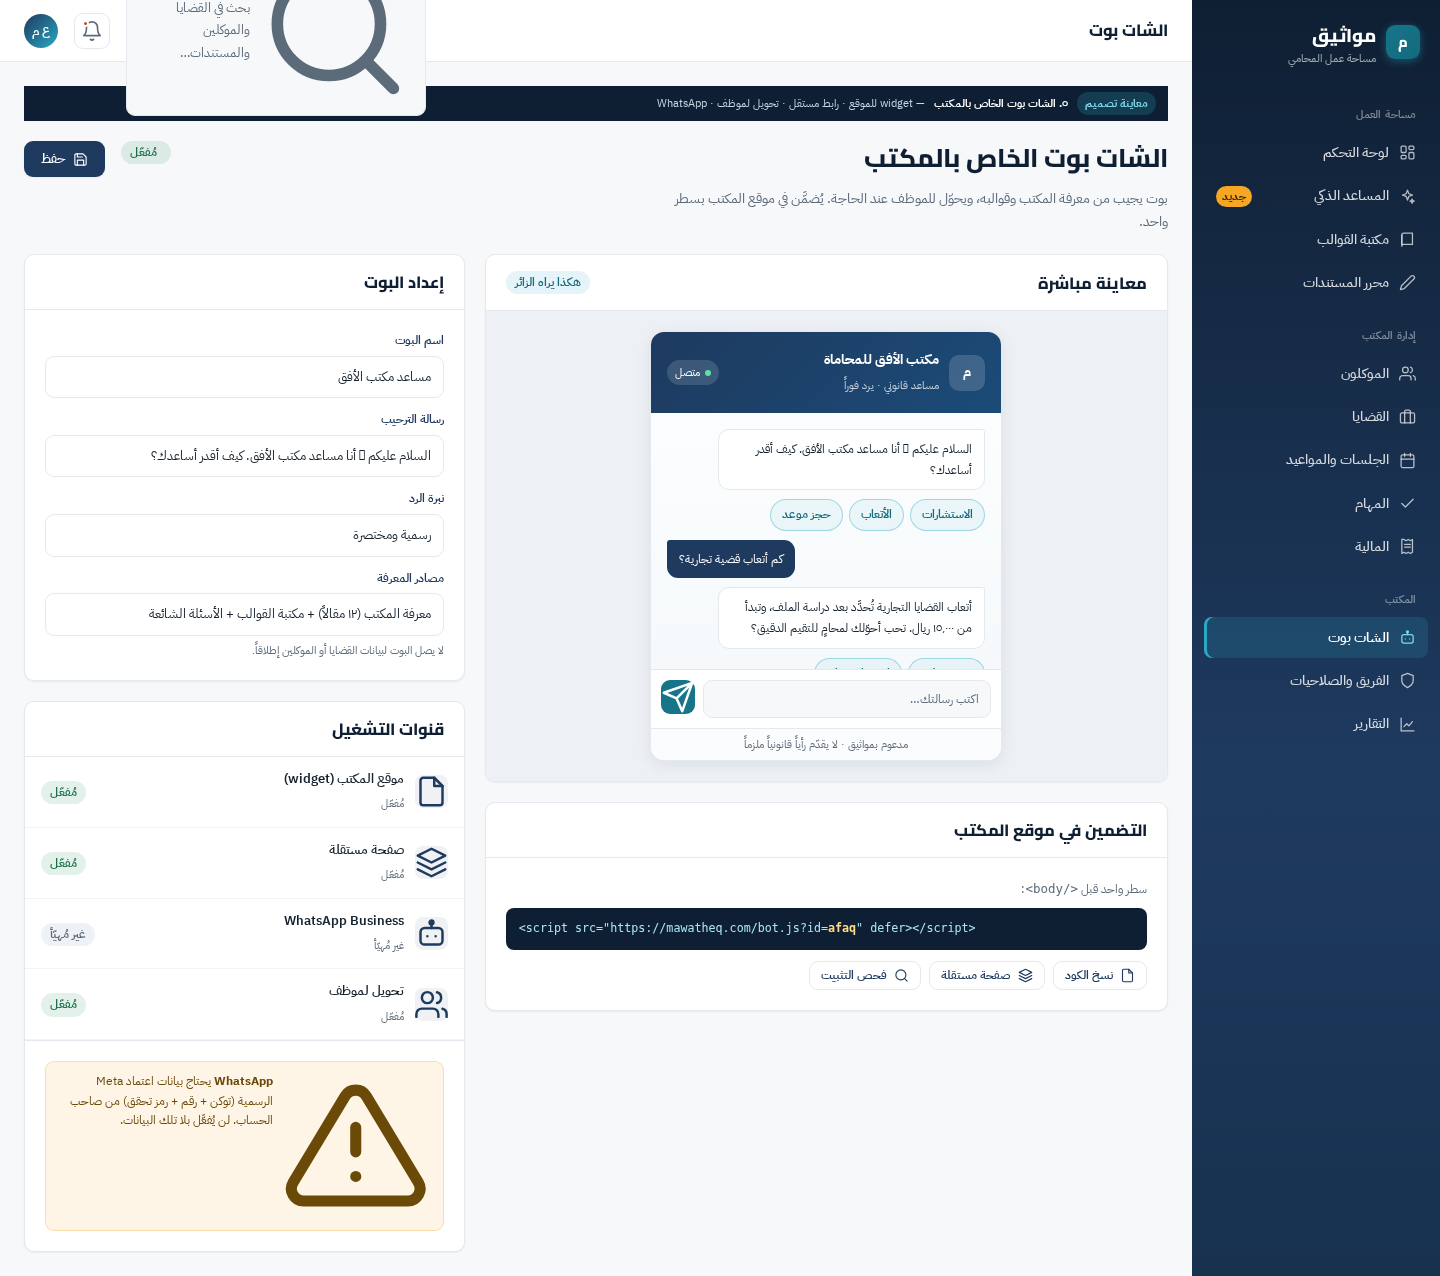 م
مواثيق
مساحة عمل المحامي
مساحة العمل
لوحة التحكم
المساعد الذكي
جديد
مكتبة القوالب
محرر المستندات
إدارة المكتب
الموكلون
القضايا
الجلسات والمواعيد
المهام
المالية
المكتب
الشات بوت
الفريق والصلاحيات
التقارير
الشات بوت
بحث في القضايا
والموكلين
والمستندات...
ع م
معاينة تصميم
٥. الشات بوت الخاص بالمكتب — widget للموقع · رابط مستقل · تحويل لموظف · WhatsApp
الشات بوت الخاص بالمكتب
مُفعّل
حفظ
بوت يجيب من معرفة المكتب وقوالبه، ويحوّل للموظف عند الحاجة. يُضمَّن في موقع المكتب بسطر
واحد.
معاينة مباشرة
هكذا يراه الزائر
م
مكتب الأفق للمحاماة
مساعد قانوني · يرد فوراً
متصل
السلام عليكم أنا مساعد مكتب الأفق. كيف أقدر
أساعدك؟
الاستشارات
الأتعاب
حجز موعد
كم أتعاب قضية تجارية؟
أتعاب القضايا التجارية تُحدَّد بعد دراسة الملف، وتبدأ
من ١٥,٠٠٠ ريال. تحب أحوّلك لمحامٍ للتقيم الدقيق؟
اكتب رسالتك...
مدعوم بمواثيق · لا يقدّم رأياً قانونياً ملزماً
التضمين في موقع المكتب
سطر واحد قبل </body>:
<script src="https://mawatheq.com/bot.js?id=afaq" defer></script>
نسخ الكود
صفحة مستقلة
فحص التثبيت
إعداد البوت
اسم البوت
مساعد مكتب الأفق
رسالة الترحيب
السلام عليكم أنا مساعد مكتب الأفق. كيف أقدر أساعدك؟
نبرة الرد
رسمية ومختصرة
مصادر المعرفة
معرفة المكتب (١٢ مقالاً) + مكتبة القوالب + الأسئلة الشائعة
لا يصل البوت لبيانات القضايا أو الموكلين إطلاقاً.
قنوات التشغيل
موقع المكتب (widget)
مُفعّل
مُفعّل
صفحة مستقلة
مُفعّل
مُفعّل
WhatsApp Business
غير مُهيّأ
غير مُهيّأ
تحويل لموظف
مُفعّل
مُفعّل
WhatsApp يحتاج بيانات اعتماد Meta
الرسمية (توكن + رقم + رمز تحقق) من صاحب
الحساب. لن يُفعَّل بلا تلك البيانات.